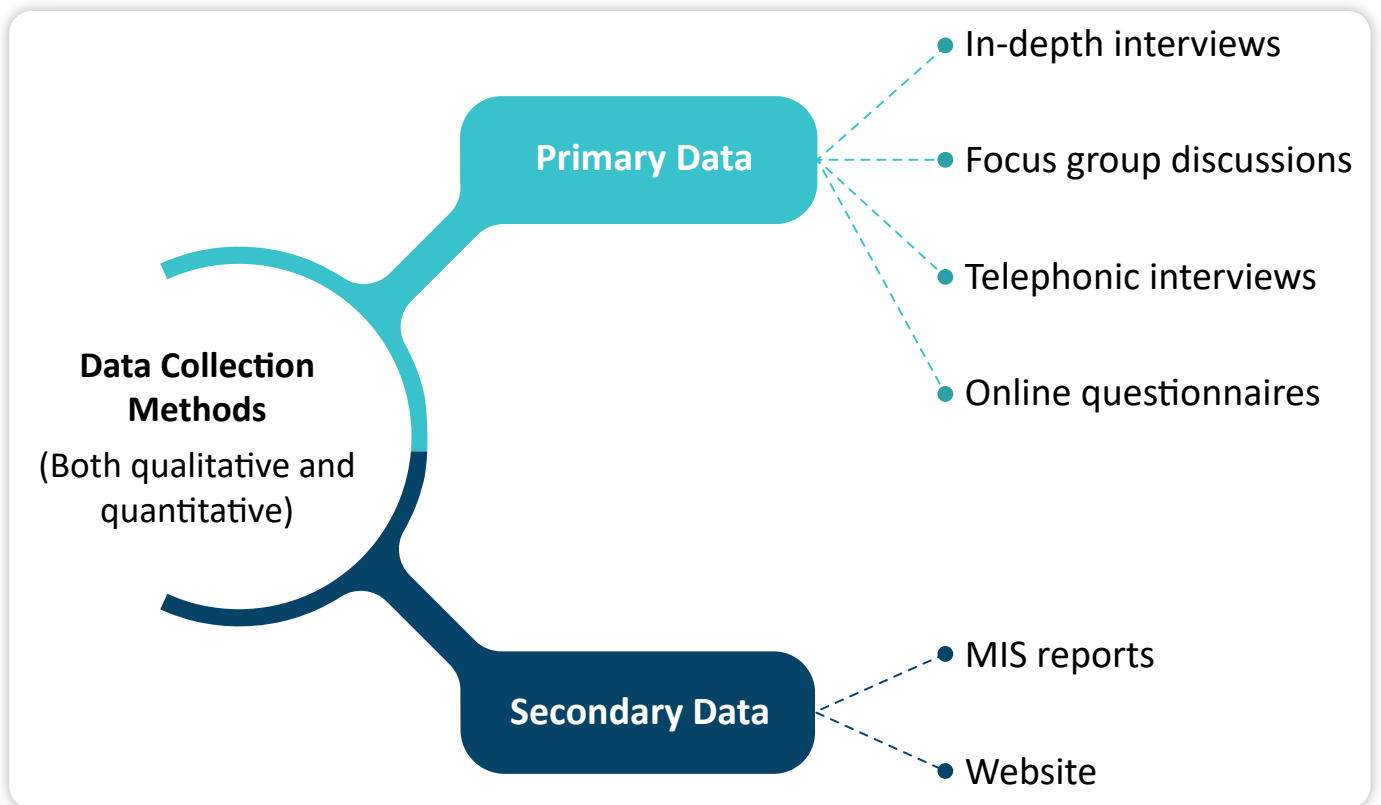 Data Collection
Methods
(Both qualitative and
quantitative)
Primary Data
In-depth interviews
Focus group discussions
Telephonic interviews
Online questionnaires
Secondary Data
MIS reports
Website